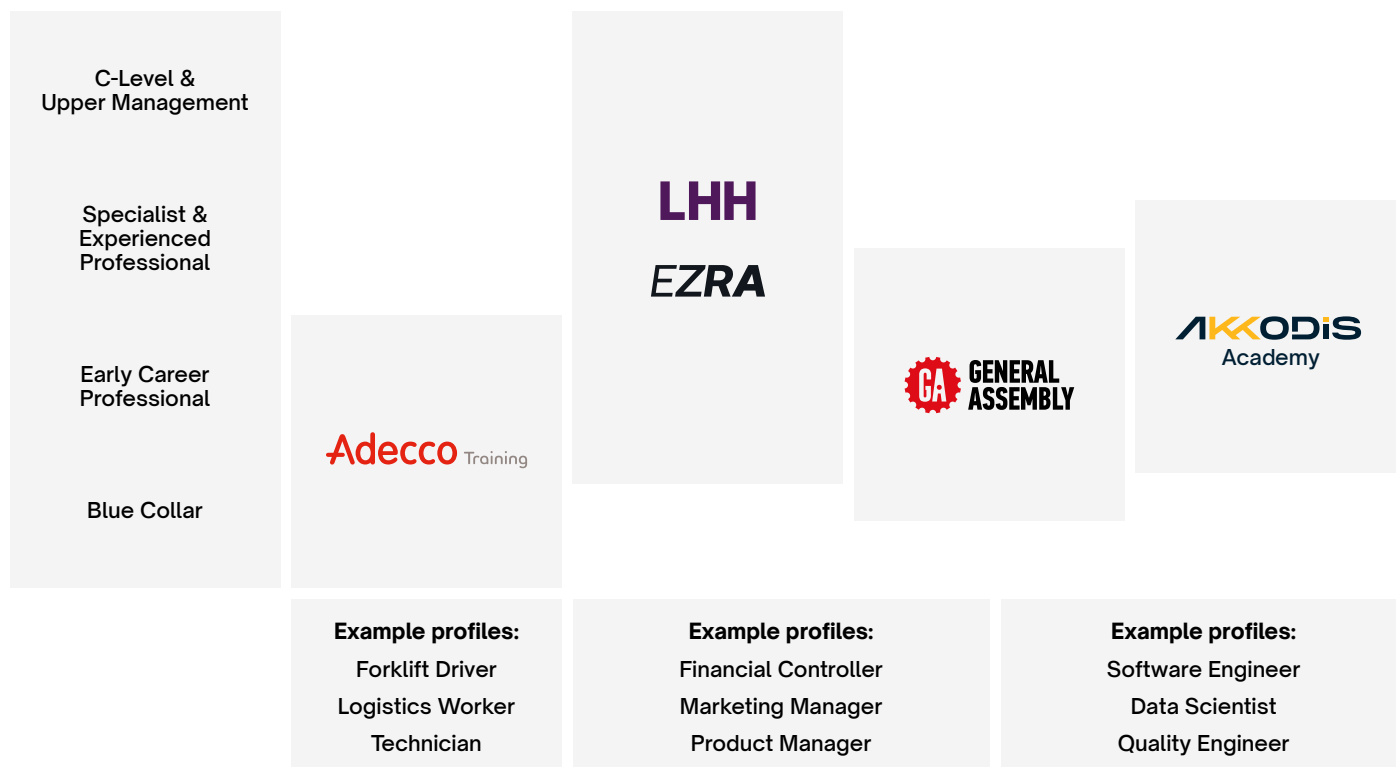 C-Level &
Upper Management
Specialist &
Experienced
Professional
Early Career
Professional
Blue Collar
Adecco Training
LHH
EZRA
GA GENERAL
ASSEMBLY
AKKODiS
Academy
Example profiles:
Forklift Driver
Logistics Worker
Technician
Example profiles:
Financial Controller
Marketing Manager
Product Manager
Example profiles:
Software Engineer
Data Scientist
Quality Engineer